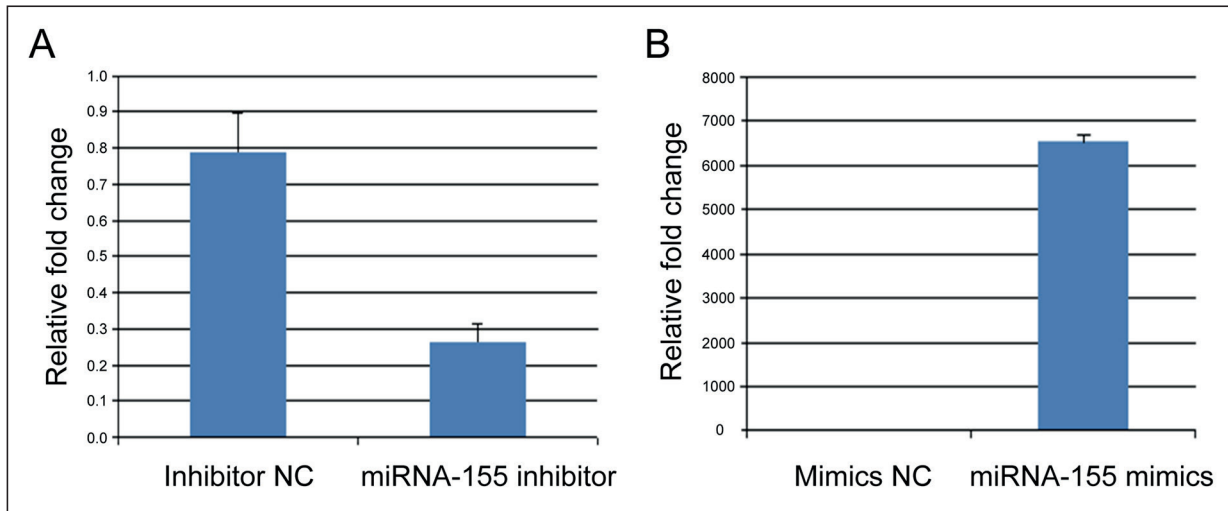 A
Relative fold change
1.0
0.9
0.8
0.7
0.6
0.5
0.4
0.3
0.2
0.1
0.0
Inhibitor NC
miRNA-155 inhibitor
B
Relative fold change
8000
7000
6000
5000
4000
3000
2000
1000
0
Mimics NC
miRNA-155 mimics